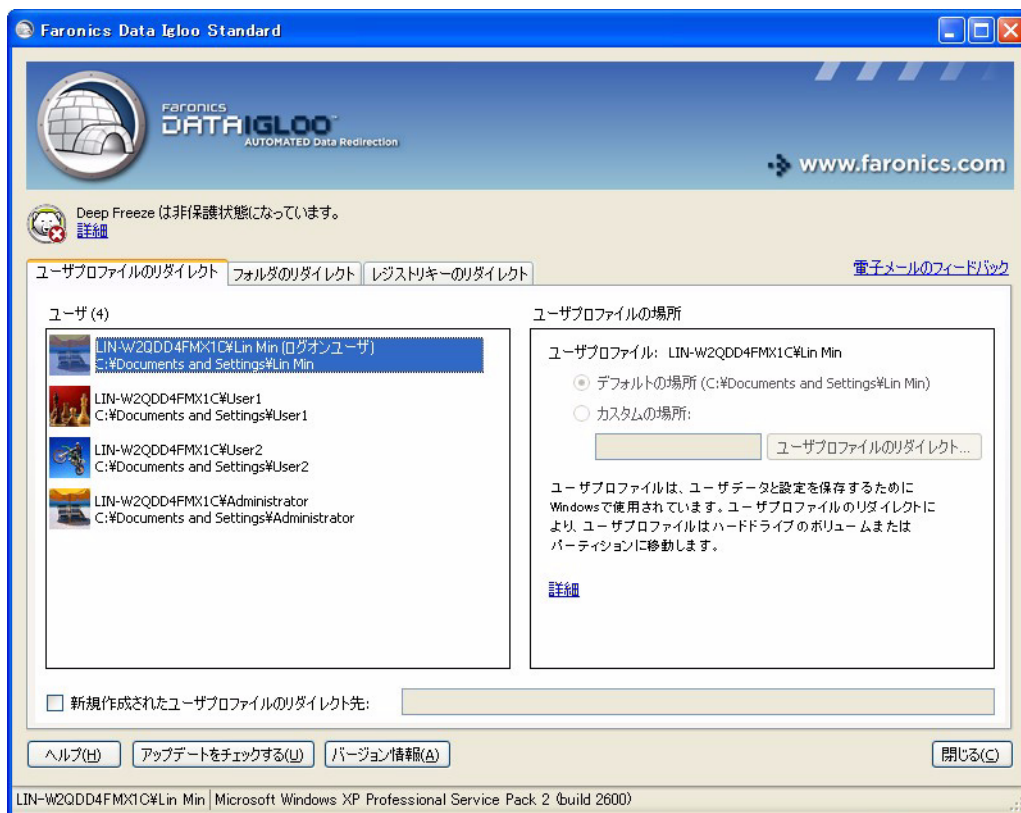 Faronics Data Igloo Standard
Faronics
DATA IGLOO™
AUTOMATED Data Redirection
www.faronics.com
Deep Freeze は非保護状態になっています。
詳細
ユーザプロファイルのリダイレクト フォルダのリダイレクト レジストリキーのリダイレクト
電子メールのフィードバック
ユーザ (4)
LIN-W2QDD4FMX1C¥Lin Min (ログオンユーザ)
C:¥Documents and Settings¥Lin Min
LIN-W2QDD4FMX1C¥User1
C:¥Documents and Settings¥User1
LIN-W2QDD4FMX1C¥User2
C:¥Documents and Settings¥User2
LIN-W2QDD4FMX1C¥Administrator
C:¥Documents and Settings¥Administrator
ユーザプロファイルの場所
ユーザプロファイル: LIN-W2QDD4FMX1C¥Lin Min
デフォルトの場所 (C:¥Documents and Settings¥Lin Min)
カスタムの場所:
ユーザプロファイルのリダイレクト...
ユーザプロファイルは、ユーザデータと設定を保存するために
Windowsで使用されています。ユーザプロファイルのリダイレクトに
より、ユーザプロファイルはハードドライブのボリュームまたは
パーティションに移動します。
詳細
新規作成されたユーザプロファイルのリダイレクト先:
ヘルプ(H) アップデートをチェックする(U) バージョン情報(A) 閉じる(C)
LIN-W2QDD4FMX1C¥Lin Min Microsoft Windows XP Professional Service Pack 2 (build 2600)